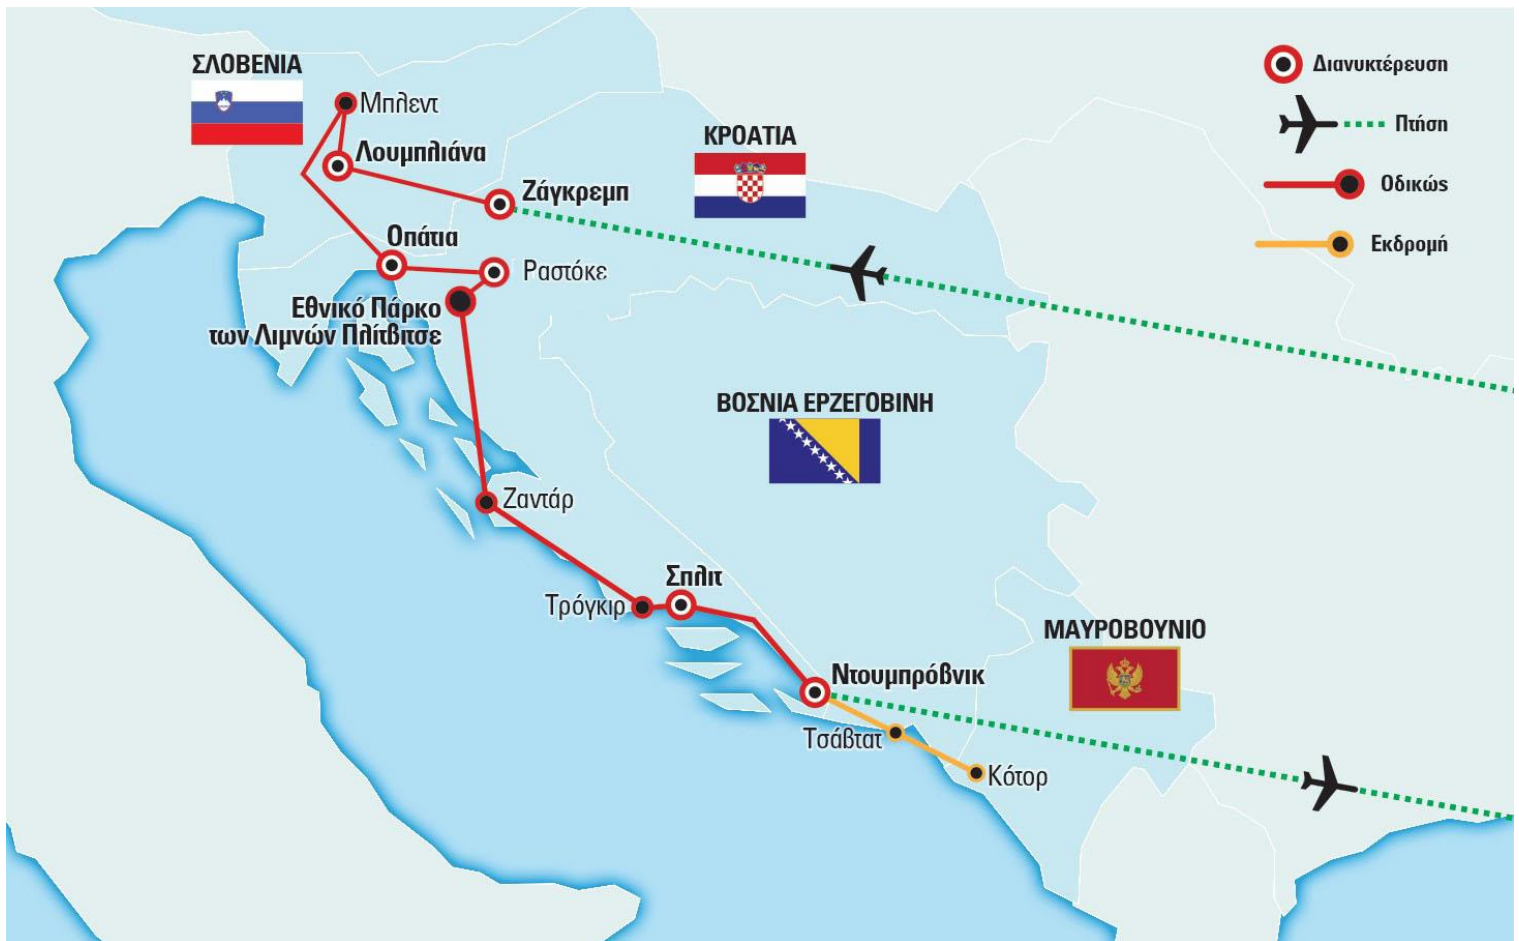 ΣΛΟΒΕΝΙΑ
Μπλεντ
Λουμπλιάνα
Ζάγκρεμπ
ΚΡΟΑΤΙΑ
Διανυκτέρευση
Πτήση
Οδικώς
Εκδρομή
Οπάτια
Ραστόκε
Εθνικό Πάρκο
των Λιμνών Πλίτβιτσε
ΒΟΣΝΙΑ ΕΡΖΕΓΟΒΙΝΗ
Ζαντάρ
Σπλιτ
Τρόγκιρ
ΜΑΥΡΟΒΟΥΝΙΟ
Ντουμπρόβνικ
Τσάβτατ
Κότορ